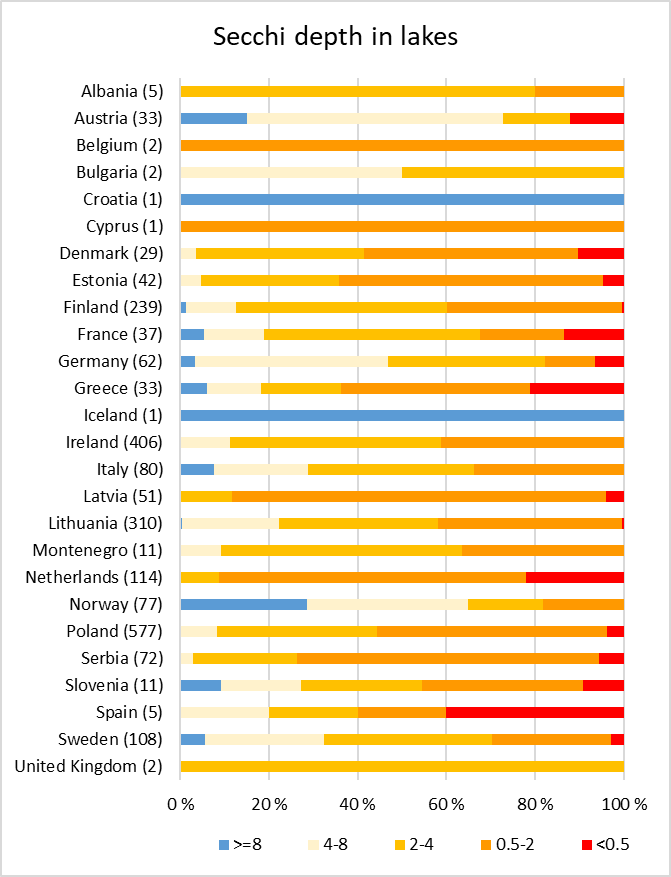 Secchi depth in lakes
Albania (5)
Austria (33)
Belgium (2)
Bulgaria (2)
Croatia (1)
Cyprus (1)
Denmark (29)
Estonia (42)
Finland (239)
France (37)
Germany (62)
Greece (33)
Iceland (1)
Ireland (406)
Italy (80)
Latvia (51)
Lithuania (310)
Montenegro (11)
Netherlands (114)
Norway (77)
Poland (577)
Serbia (72)
Slovenia (11)
Spain (5)
Sweden (108)
United Kingdom (2)
0 % 20 % 40 % 60 % 80 % 100 %
>=8 4-8 2-4 0.5-2 <0.5